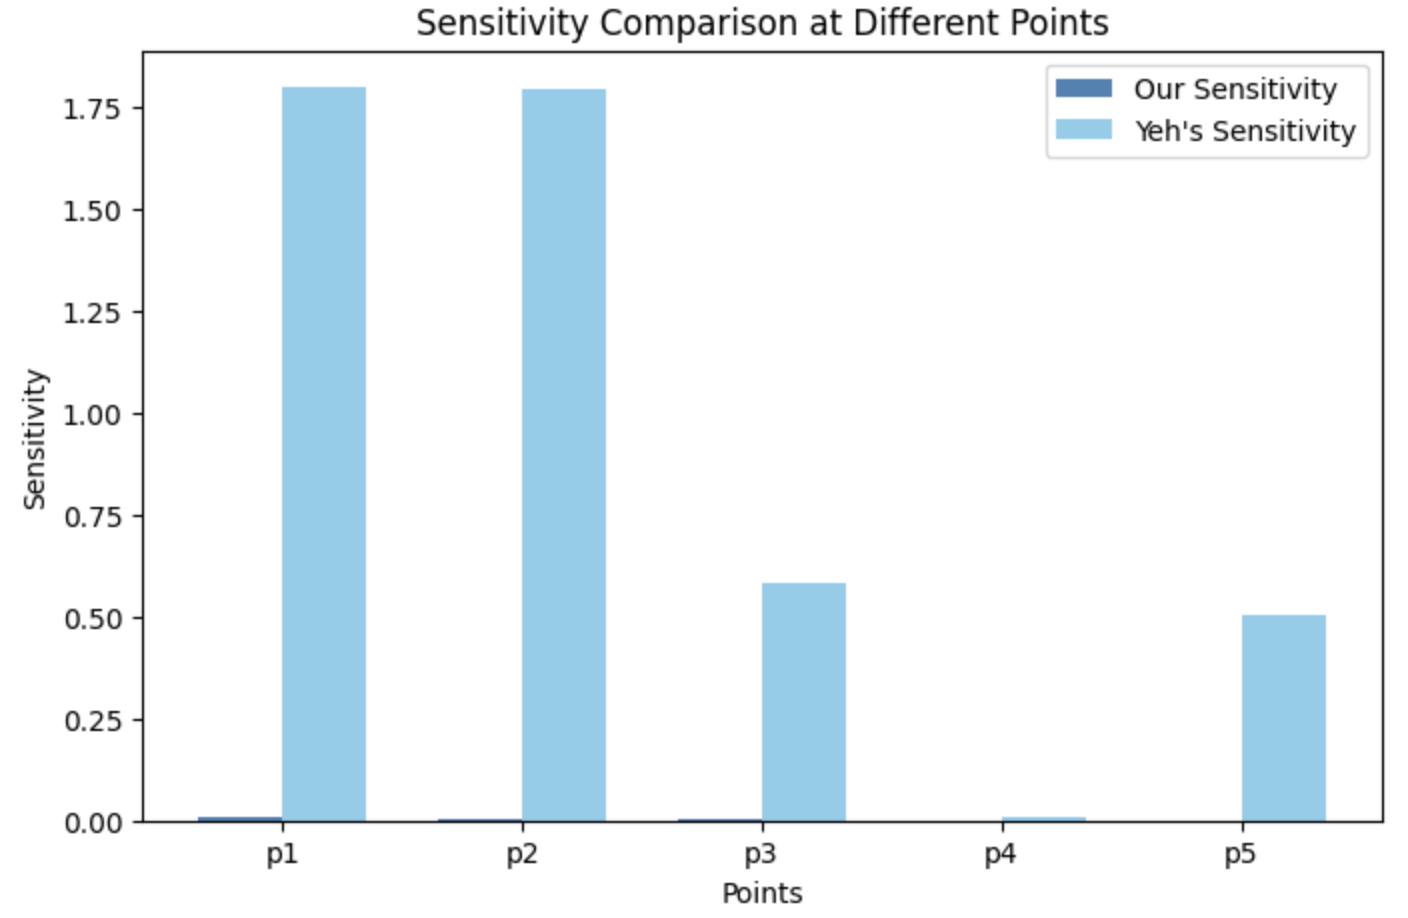 Sensitivity Comparison at Different Points
Our Sensitivity
Yeh's Sensitivity
1.75
1.50
1.25
1.00
0.75
0.50
0.25
0.00
Sensitivity
p1 p2 p3 p4 p5
Points